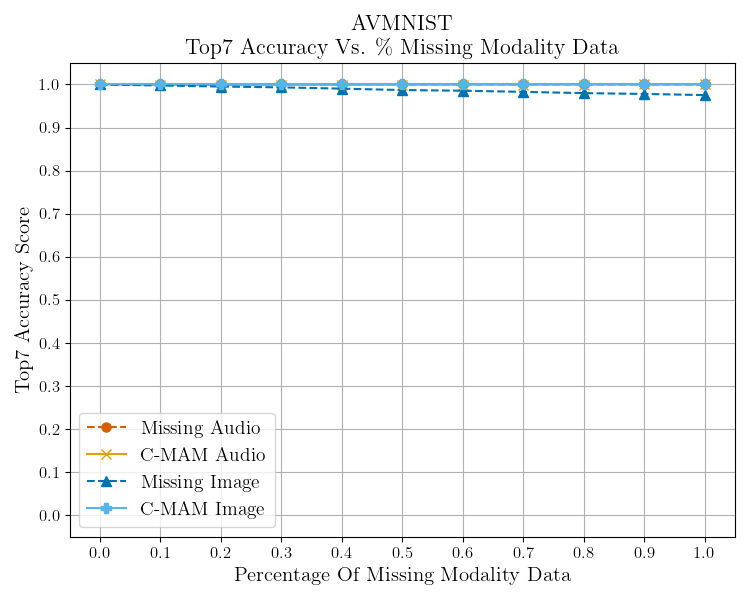 AVMNIST
Top7 Accuracy Vs. % Missing Modality Data
Top7 Accuracy Score
1.0
0.9
0.8
0.7
0.6
0.5
0.4
0.3
0.2
0.1
0.0
Missing Audio
C-MAM Audio
Missing Image
C-MAM Image
0.0 0.1 0.2 0.3 0.4 0.5 0.6 0.7 0.8 0.9 1.0
Percentage Of Missing Modality Data